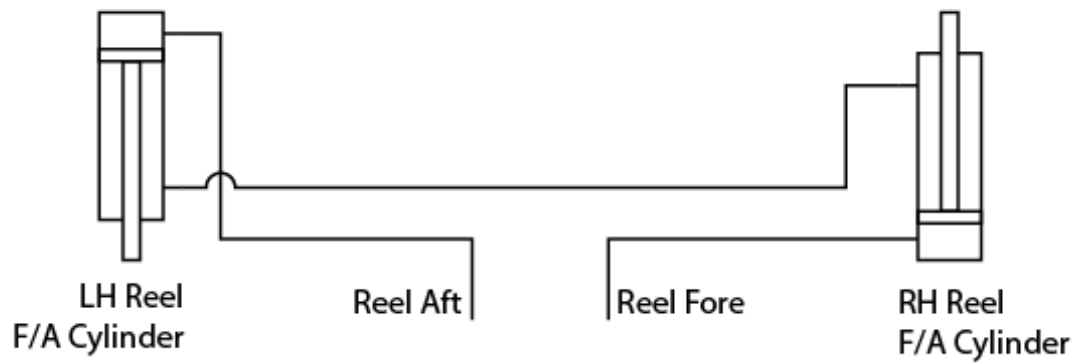 LH Reel
F/A Cylinder
Reel Aft
Reel Fore
RH Reel
F/A Cylinder